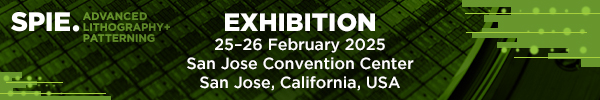 SPIE. ADVANCED
LITHOGRAPHY+
PATTERNING
EXHIBITION
25–26 February 2025
San Jose Convention Center
San Jose, California, USA